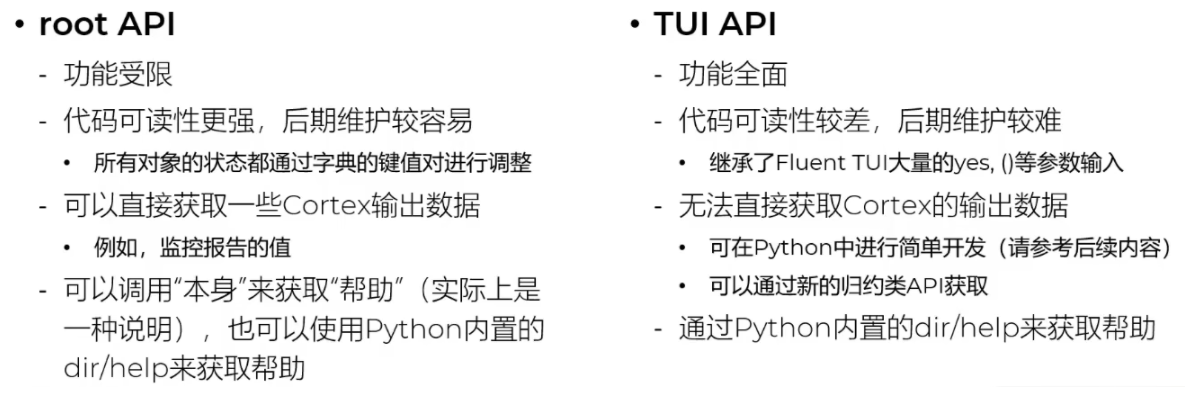 • root API
- 功能受限
- 代码可读性更强，后期维护较容易
• 所有对象的状态都通过字典的键值对进行调整
- 可以直接获取一些Cortex输出数据
• 例如，监控报告的值
- 可以调用“本身”来获取“帮助”（实际上是
一种说明），也可以使用Python内置的
dir/help来获取帮助
• TUI API
- 功能全面
- 代码可读性较差，后期维护较难
• 继承了Fluent TUI大量的yes, ()等参数输入
- 无法直接获取Cortex的输出数据
• 可在Python中进行简单开发（请参考后续内容）
• 可以通过新的归约类API获取
- 通过Python内置的dir/help来获取帮助